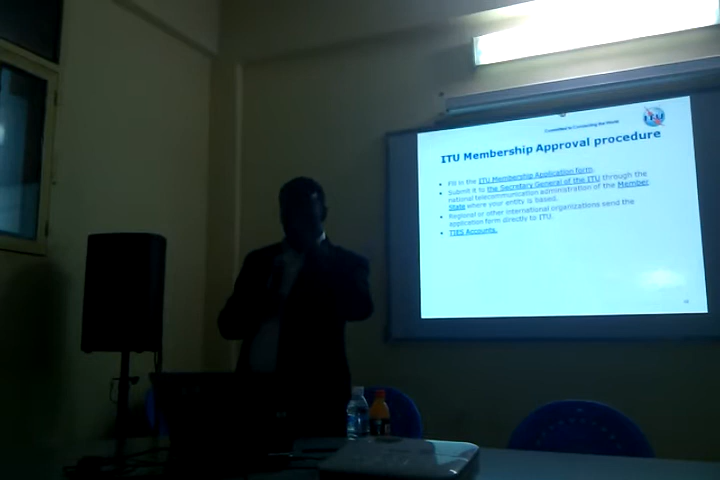 Committed to Connecting the World
ITU
ITU Membership Approval procedure
• Fill in the ITU Membership Application form.
• Submit it to the Secretary General of the ITU through the
national telecommunication administration of the Member
State where your entity is based.
• Regional or other international organizations send the
application form directly to ITU.
• TIES Accounts.